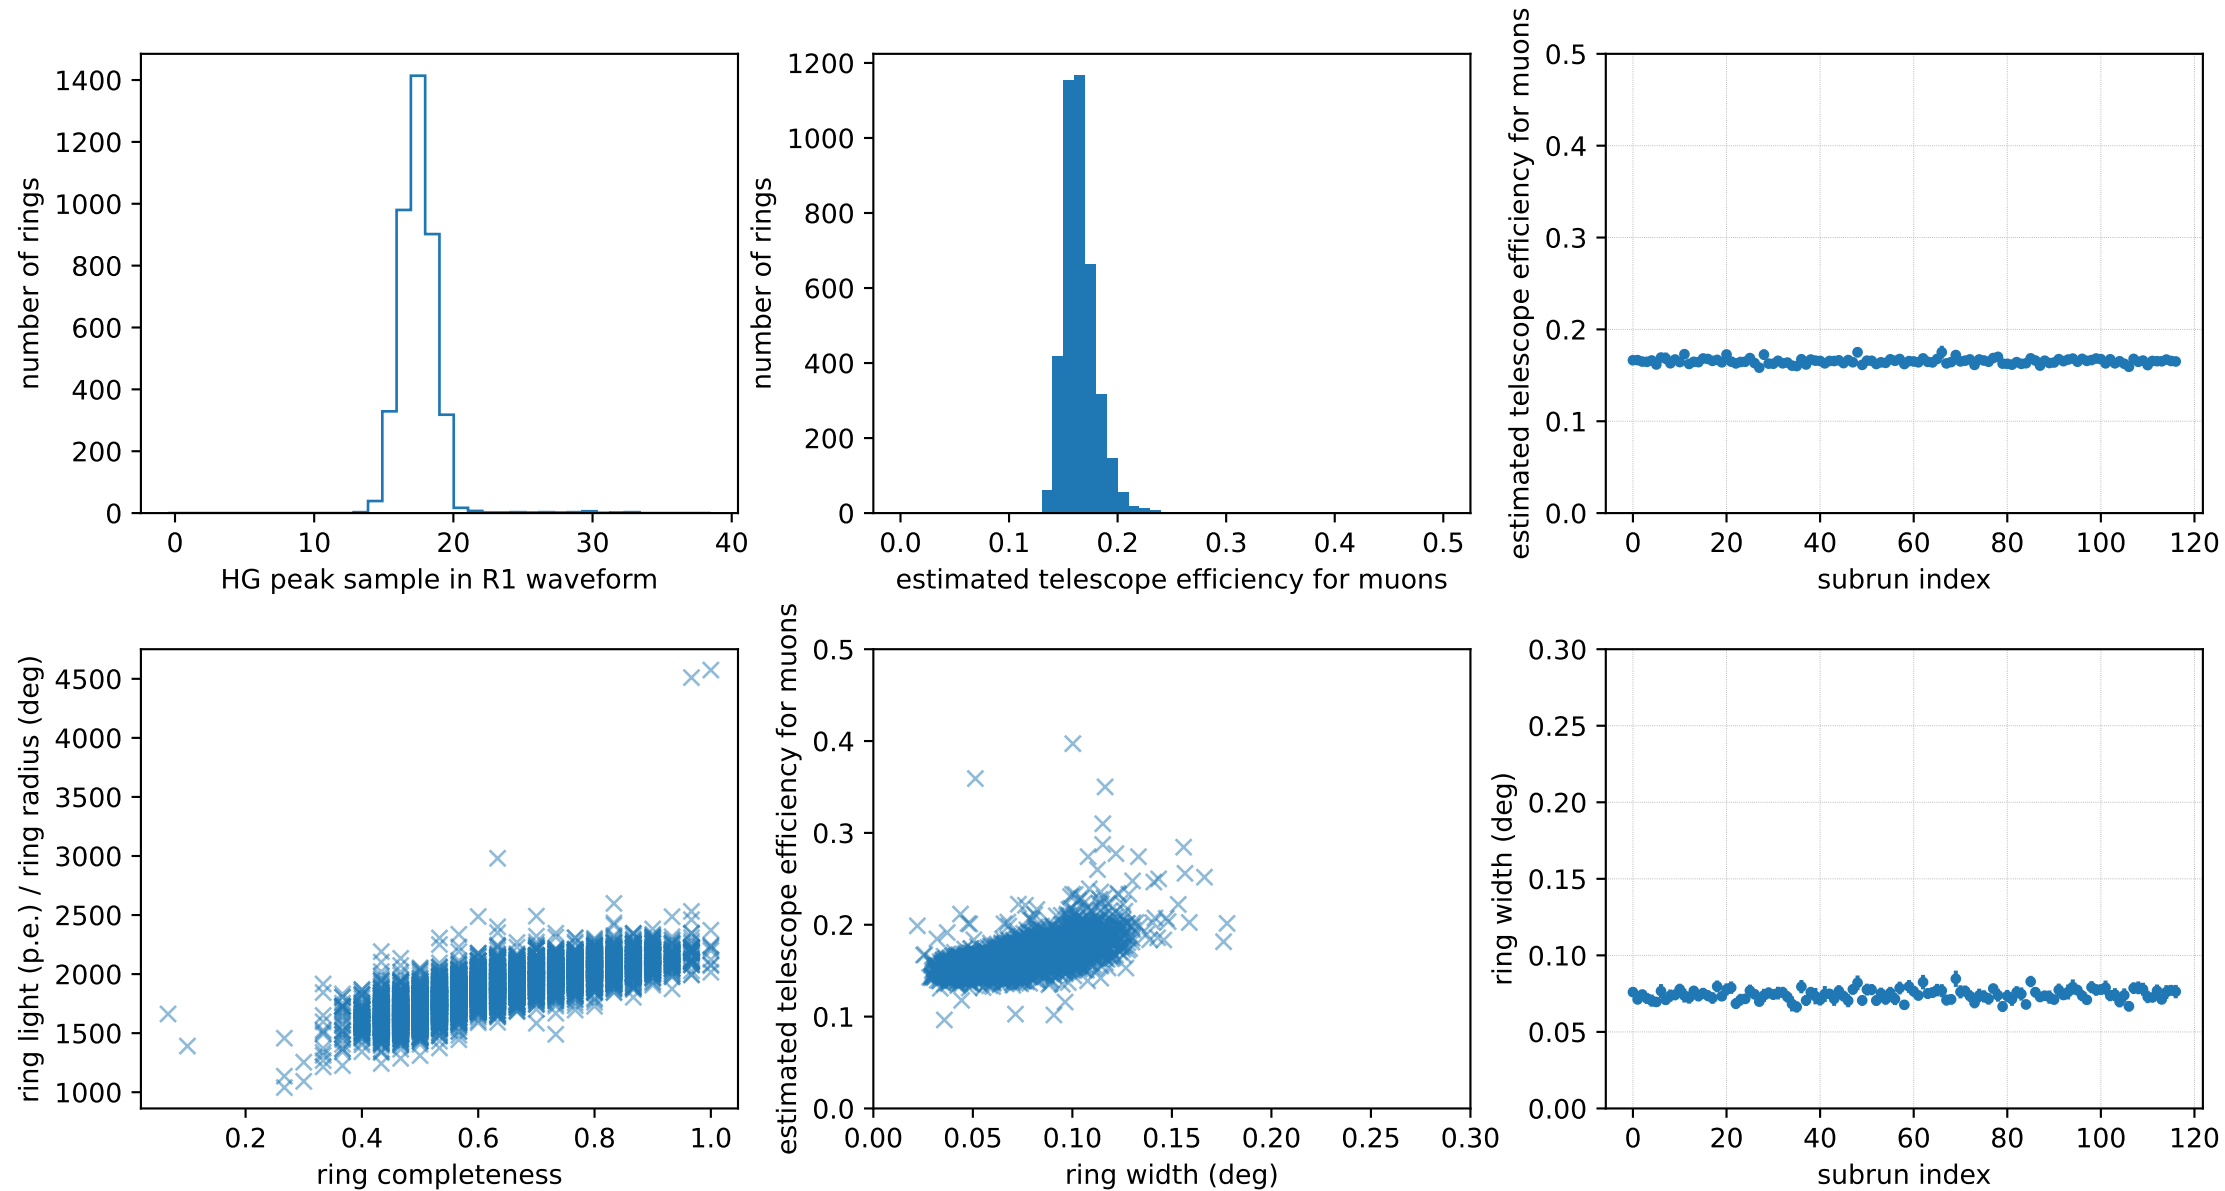 number of rings
1400
1200
1000
800
600
400
200
0
0 10 20 30 40
HG peak sample in R1 waveform
number of rings
1200
1000
800
600
400
200
0
0.0 0.1 0.2 0.3 0.4 0.5
estimated telescope efficiency for muons
estimated telescope efficiency for muons
0.5
0.4
0.3
0.2
0.1
0.0
0 20 40 60 80 100 120
subrun index
ring light (p.e.) / ring radius (deg)
4500
4000
3500
3000
2500
2000
1500
1000
0.2 0.4 0.6 0.8 1.0
ring completeness
estimated telescope efficiency for muons
0.5
0.4
0.3
0.2
0.1
0.0
0.00 0.05 0.10 0.15 0.20 0.25 0.30
ring width (deg)
ring width (deg)
0.30
0.25
0.20
0.15
0.10
0.05
0.00
0 20 40 60 80 100 120
subrun index